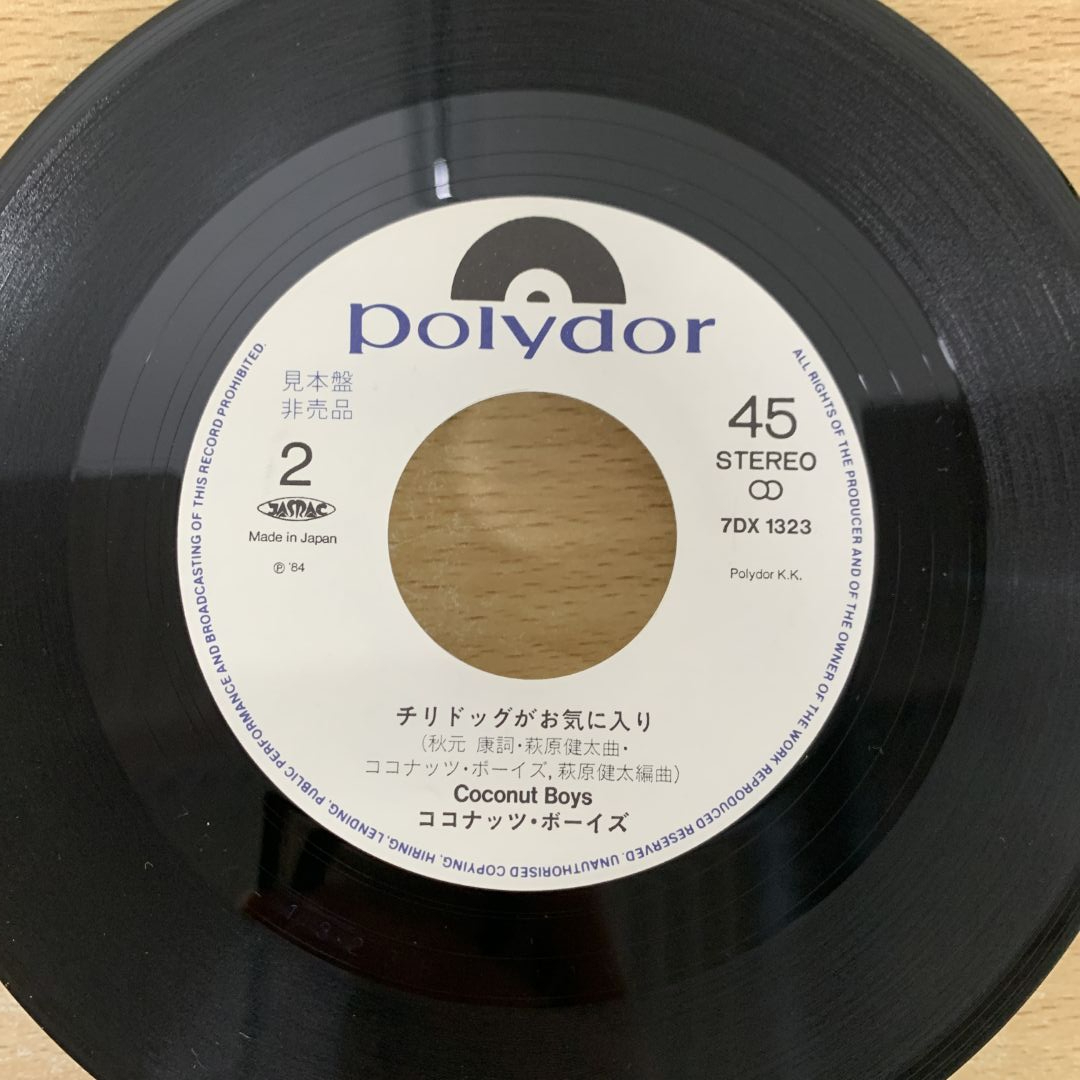 polydor
見本盤
非売品
2
JASRAC
Made in Japan
℗ '84
45
STEREO
7DX 1323
Polydor K.K.
チリドッグがお気に入り
(秋元 康詞・萩原健太曲・
ココナッツ・ボーイズ, 萩原健太編曲)
Coconut Boys
ココナッツ・ボーイズ
ALL RIGHTS OF THE PRODUCER AND OF THE OWNER OF THE WORK REPRODUCED RESERVED. UNAUTHORISED COPYING, HIRING, LENDING, PUBLIC PERFORMANCE AND BROADCASTING OF THIS RECORD PROHIBITED.